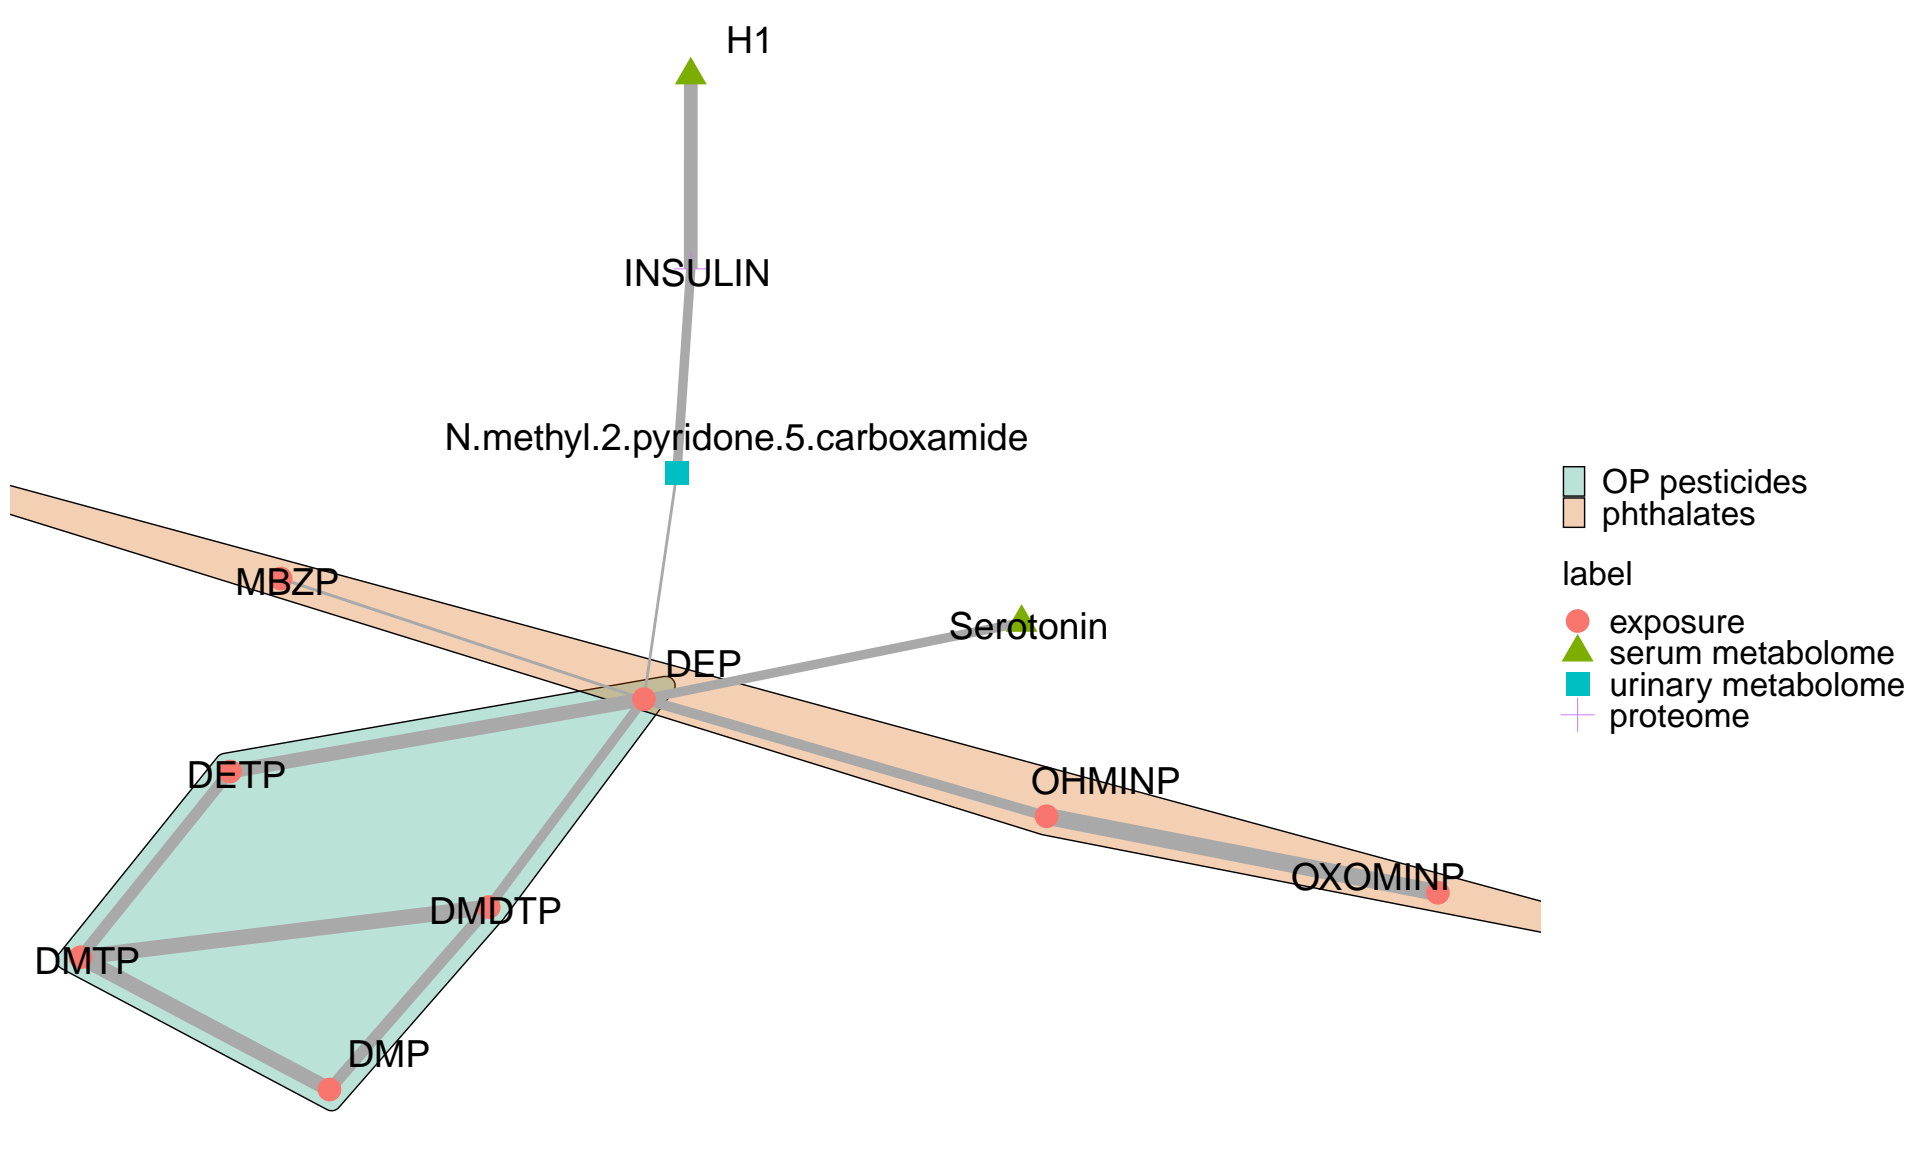 H1
INSULIN
N.methyl.2.pyridone.5.carboxamide
OP pesticides
phthalates
label
MBZP
exposure
Serotonin
serum metabolome
DEP
urinary metabolome
proteome
DETP
OHMINP
OXOMINP
DMDTP
DMTP
DMP